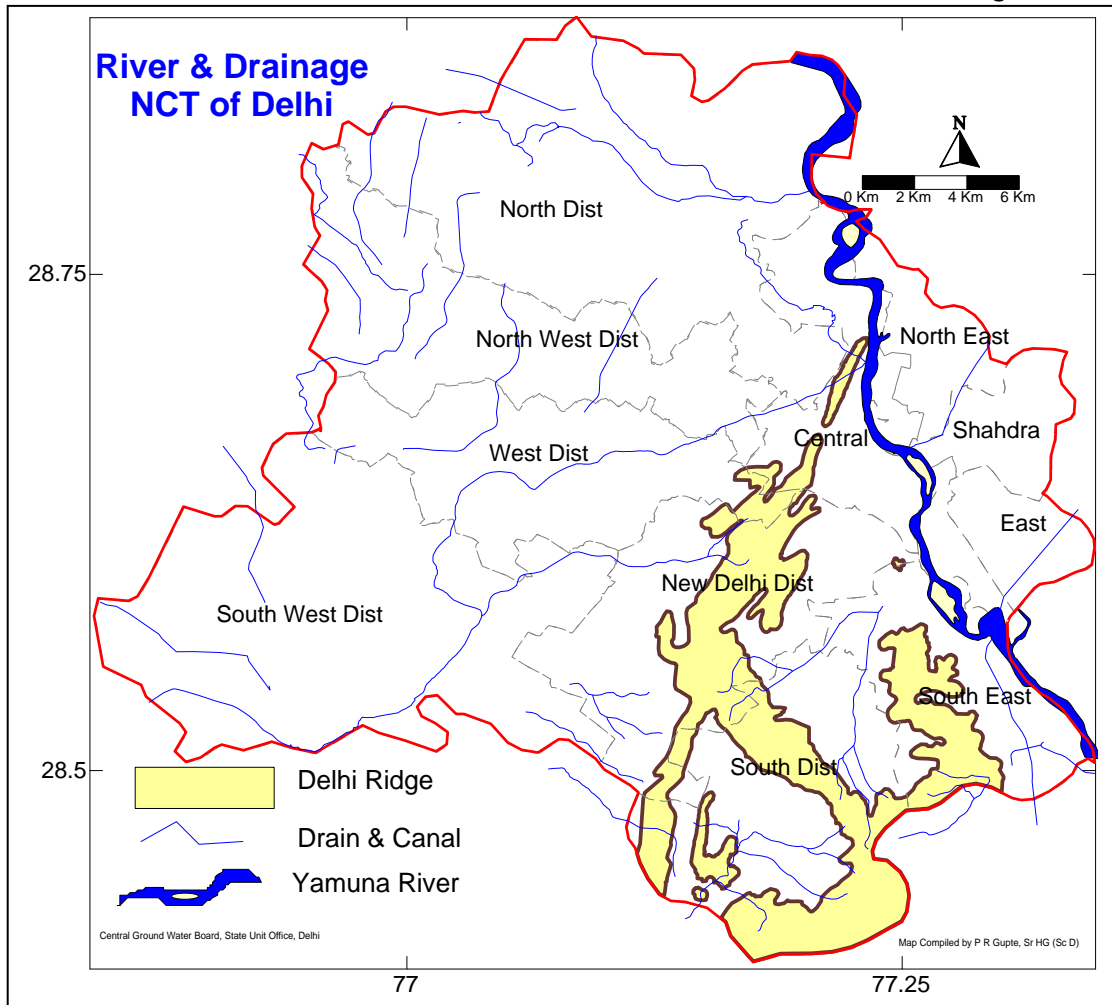 River & Drainage
NCT of Delhi
N
0 Km 2 Km 4 Km 6 Km
North Dist
28.75
North West Dist
North East
Central
Shahdra
West Dist
East
New Delhi Dist
South West Dist
South East
South Dist
28.5
Delhi Ridge
Drain & Canal
Yamuna River
Central Ground Water Board, State Unit Office, Delhi
Map Compiled by P R Gupte, Sr HG (Sc D)
77
77.25